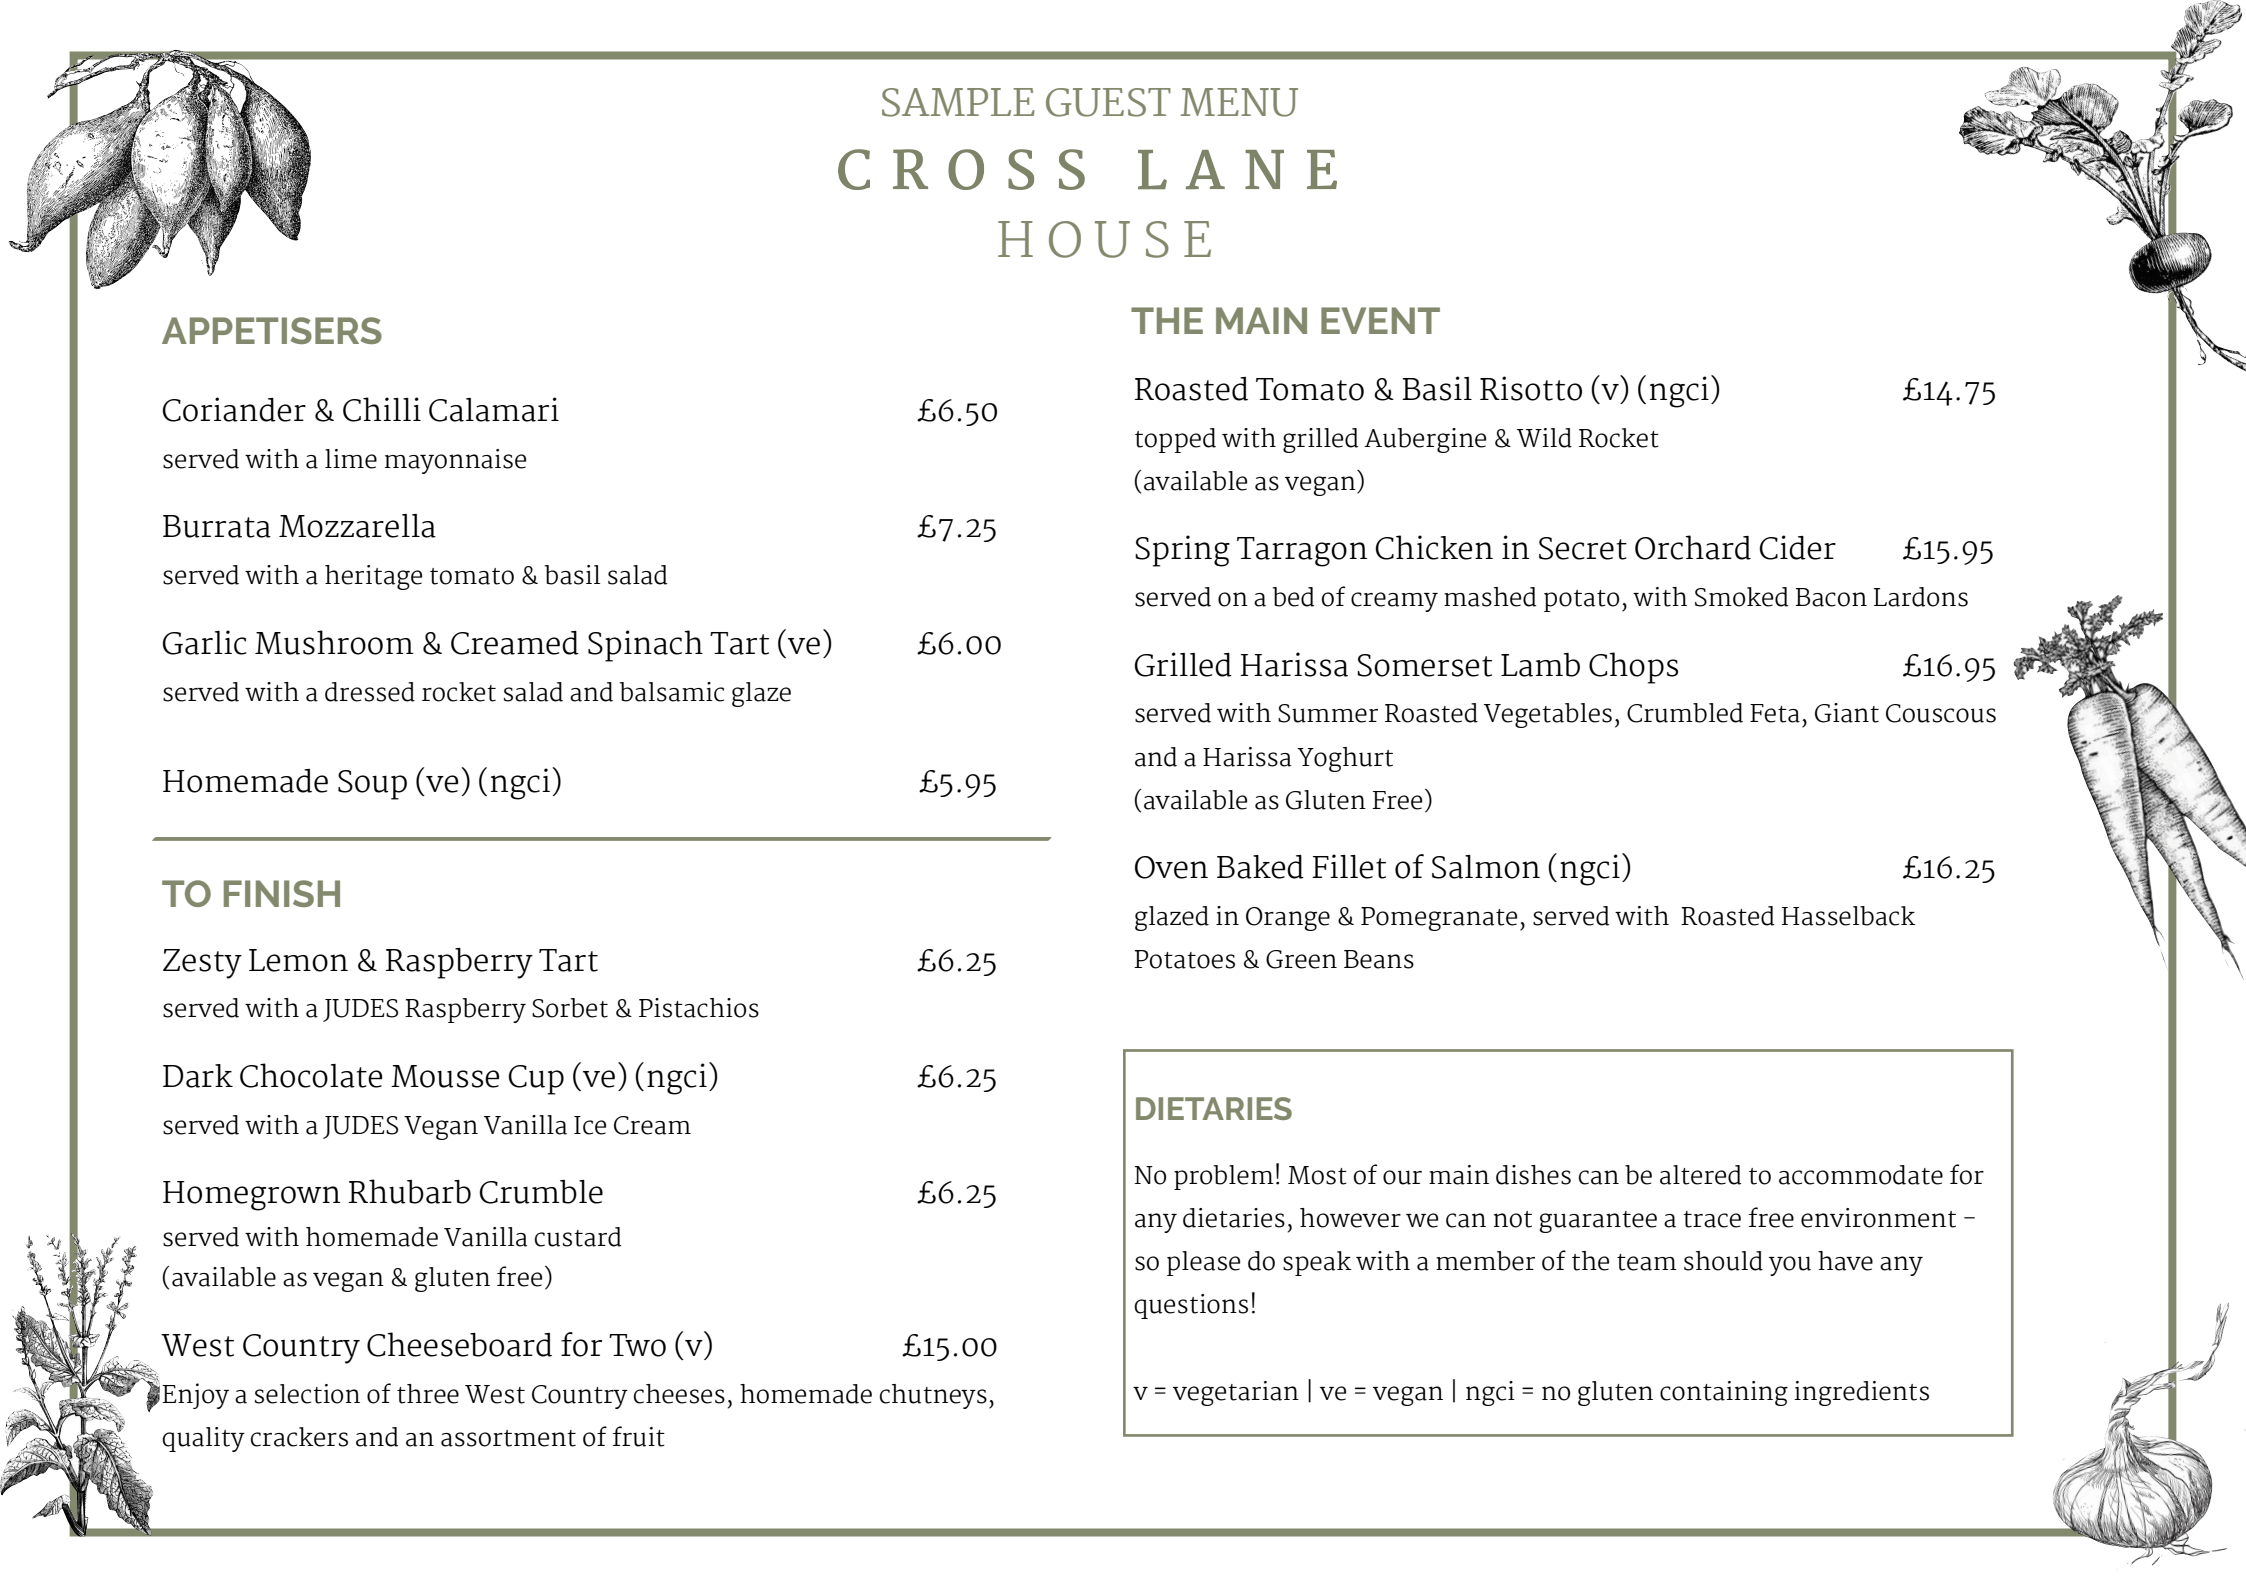 SAMPLE GUEST MENU
CROSS LANE
HOUSE
APPETISERS
Coriander & Chilli Calamari £6.50
served with a lime mayonnaise
Burrata Mozzarella £7.25
served with a heritage tomato & basil salad
Garlic Mushroom & Creamed Spinach Tart (ve) £6.00
served with a dressed rocket salad and balsamic glaze
Homemade Soup (ve) (ngci) £5.95
TO FINISH
Zesty Lemon & Raspberry Tart £6.25
served with a JUDES Raspberry Sorbet & Pistachios
Dark Chocolate Mousse Cup (ve) (ngci) £6.25
served with a JUDES Vegan Vanilla Ice Cream
Homegrown Rhubarb Crumble £6.25
served with homemade Vanilla custard
(available as vegan & gluten free)
West Country Cheeseboard for Two (v) £15.00
Enjoy a selection of three West Country cheeses, homemade chutneys,
quality crackers and an assortment of fruit
THE MAIN EVENT
Roasted Tomato & Basil Risotto (v) (ngci) £14.75
topped with grilled Aubergine & Wild Rocket
(available as vegan)
Spring Tarragon Chicken in Secret Orchard Cider £15.95
served on a bed of creamy mashed potato, with Smoked Bacon Lardons
Grilled Harissa Somerset Lamb Chops £16.95
served with Summer Roasted Vegetables, Crumbled Feta, Giant Couscous
and a Harissa Yoghurt
(available as Gluten Free)
Oven Baked Fillet of Salmon (ngci) £16.25
glazed in Orange & Pomegranate, served with Roasted Hasselback
Potatoes & Green Beans
DIETARIES
No problem! Most of our main dishes can be altered to accommodate for
any dietaries, however we can not guarantee a trace free environment -
so please do speak with a member of the team should you have any
questions!
v = vegetarian | ve = vegan | ngci = no gluten containing ingredients